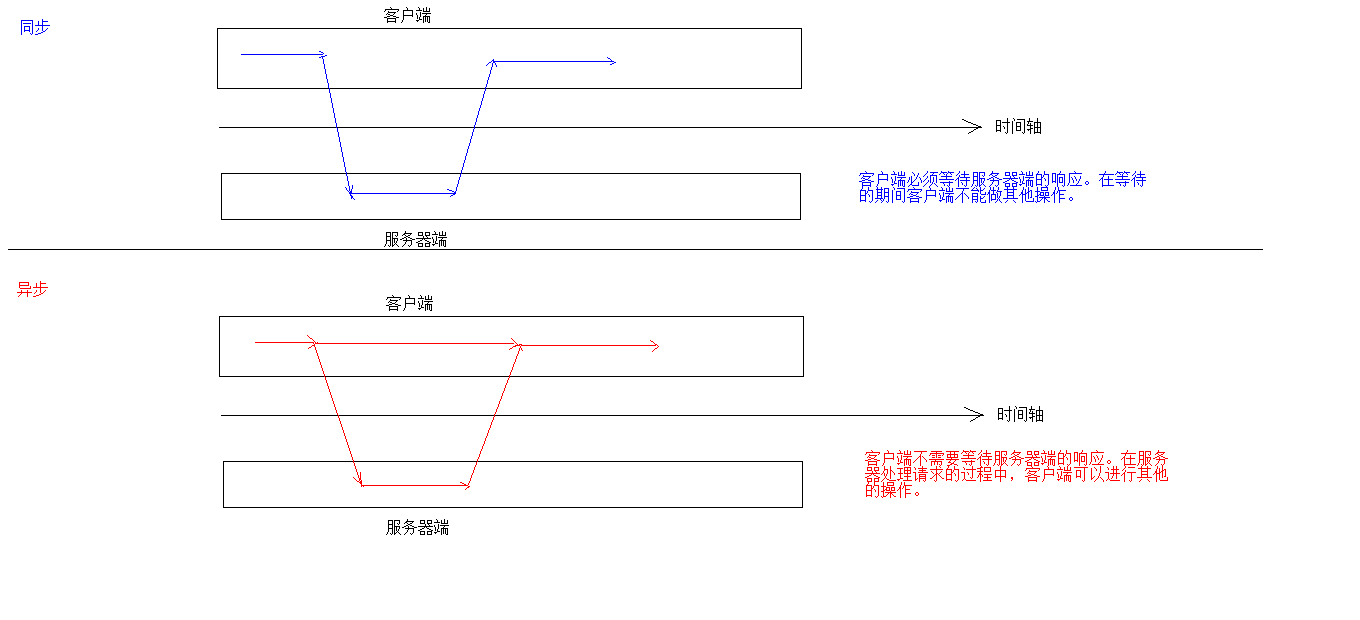 同步
客户端
时间轴
客户端必须等待服务器端的响应。在等待
的期间客户端不能做其他操作。
服务器端
异步
客户端
时间轴
客户端不需要等待服务器端的响应。在服务
器处理请求的过程中，客户端可以进行其他
的操作。
服务器端